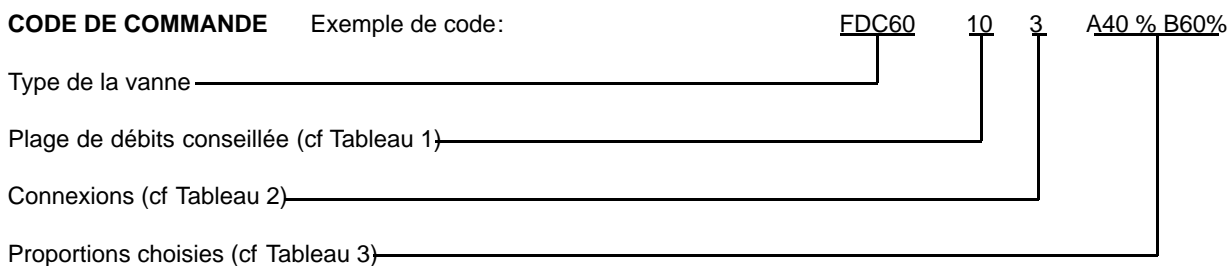 CODE DE COMMANDE Exemple de code: FDC60 10 3 A40 % B60%
Type de la vanne
Plage de débits conseillée (cf Tableau 1)
Connexions (cf Tableau 2)
Proportions choisies (cf Tableau 3)